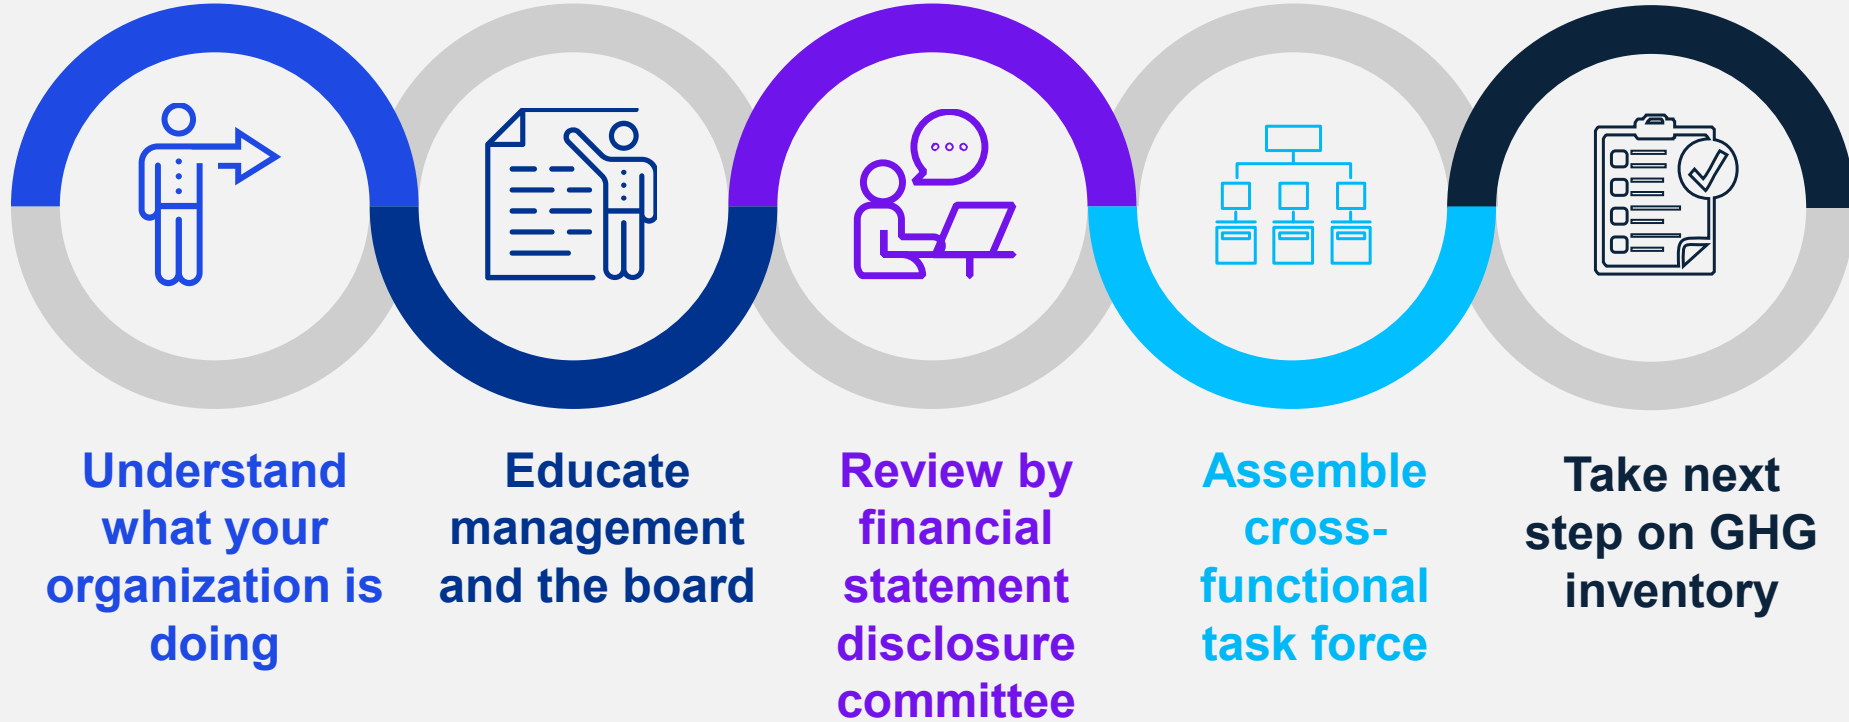 Understand
what your
organization is
doing
Educate
management
and the board
Review by
financial
statement
disclosure
committee
Assemble
cross-
functional
task force
Take next
step on GHG
inventory